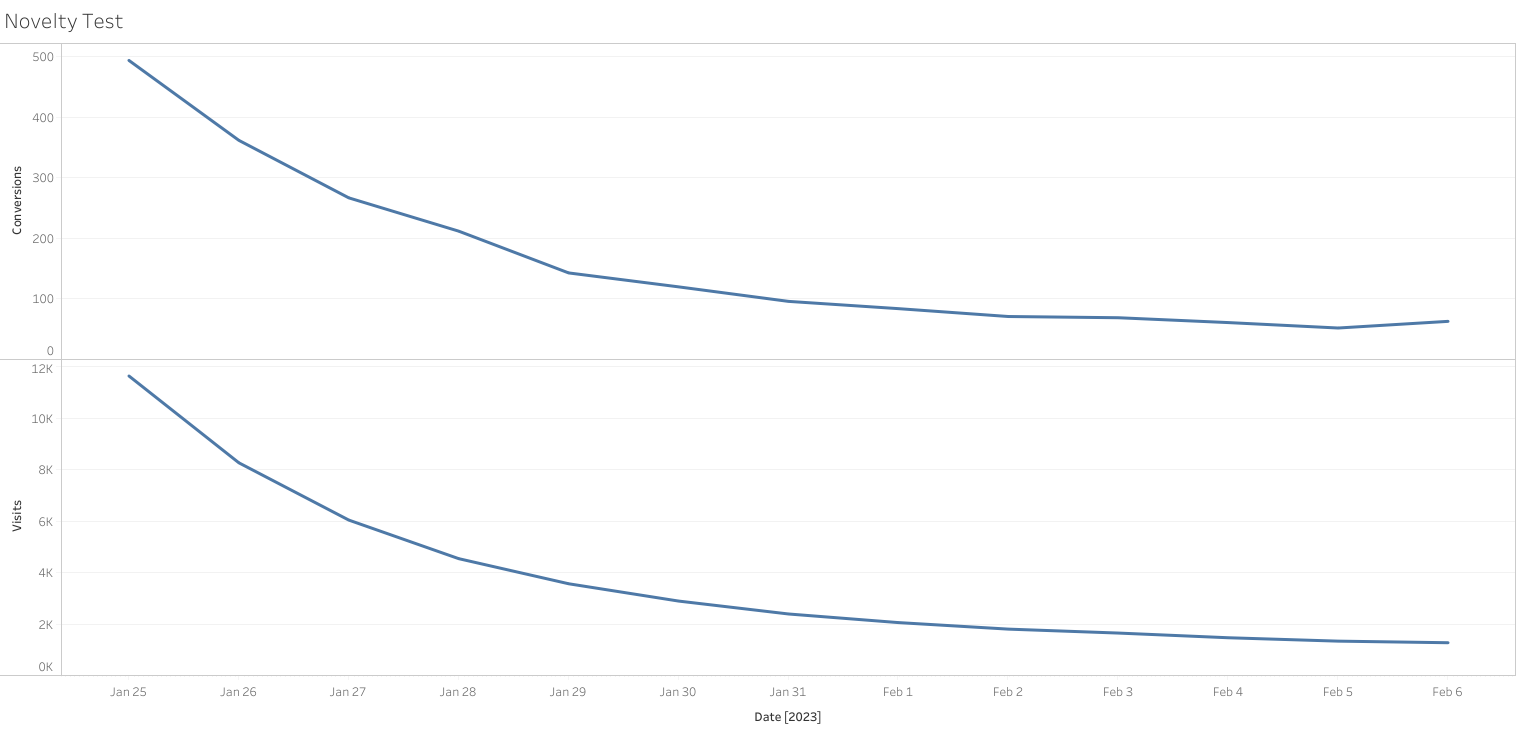 Novelty Test
500
400
300
200
100
0
Conversions
12K
10K
8K
6K
4K
2K
0K
Visits
Jan 25 Jan 26 Jan 27 Jan 28 Jan 29 Jan 30 Jan 31 Feb 1 Feb 2 Feb 3 Feb 4 Feb 5 Feb 6
Date [2023]